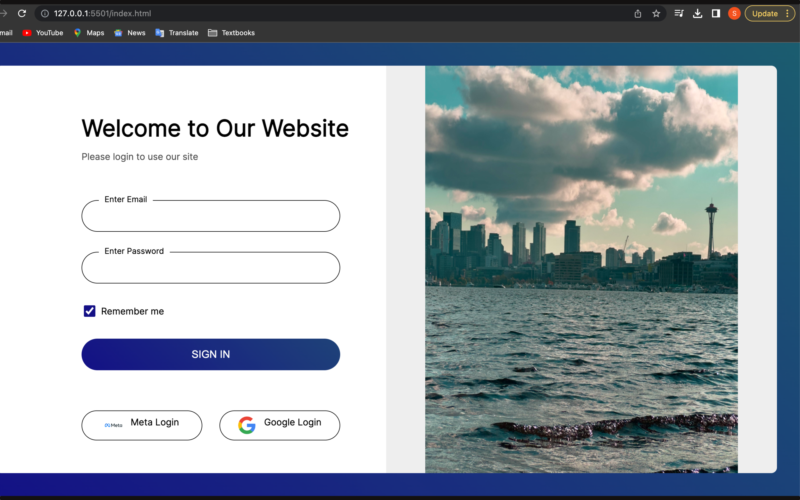 127.0.0.1:5501/index.html
S
Update
mail YouTube Maps News Translate Textbooks
Welcome to Our Website
Please login to use our site
Enter Email
Enter Password
Remember me
SIGN IN
Meta Meta Login
Google Login